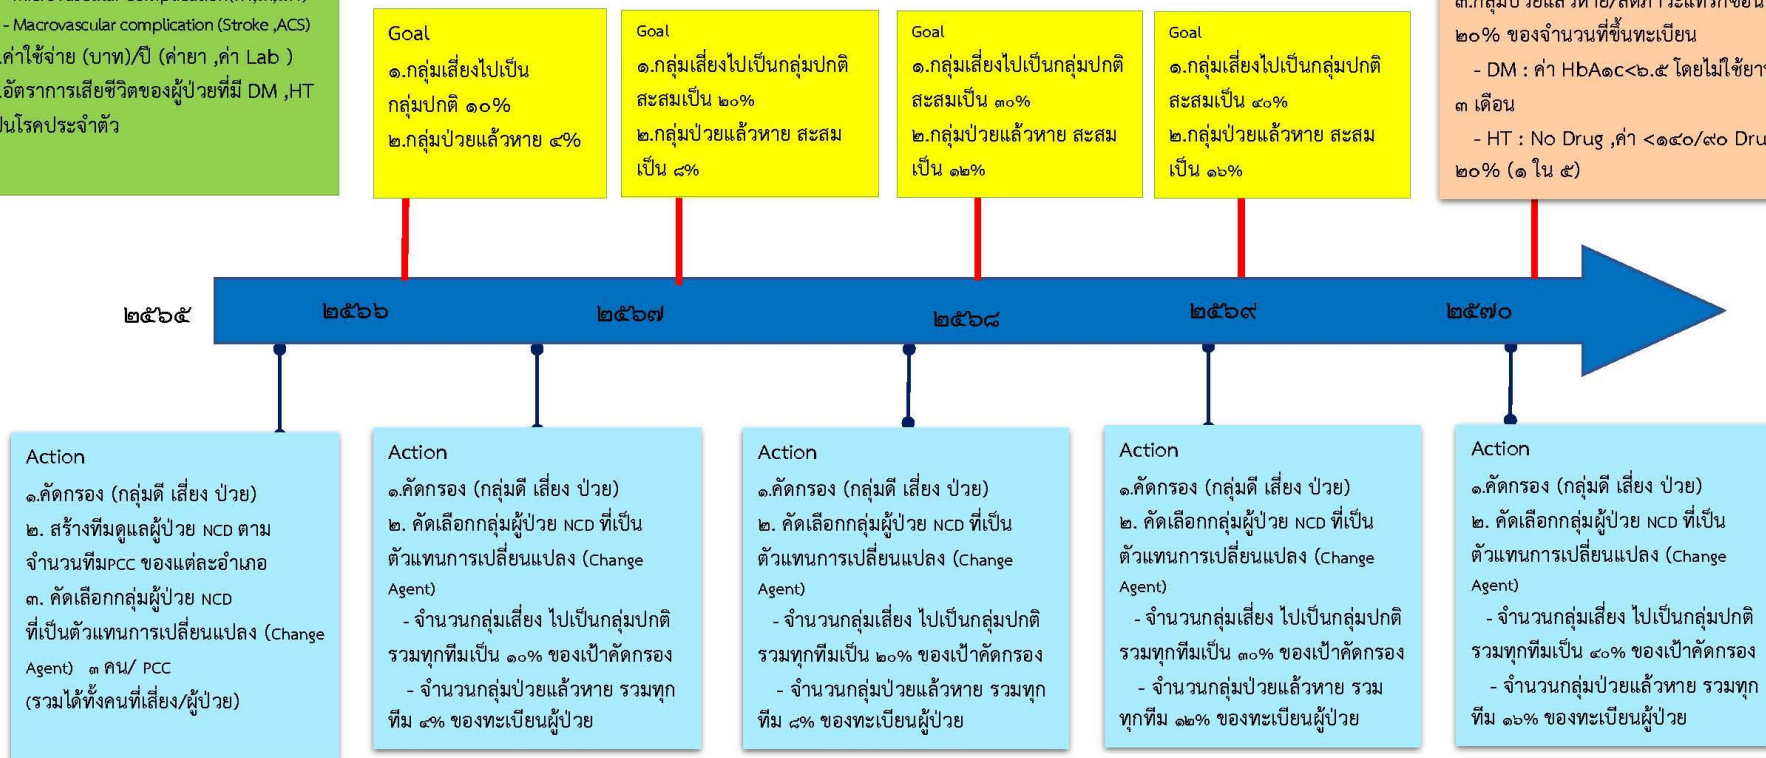 - Macrovascular complication (Stroke ,ACS)
ค่าใช้จ่าย (บาท)/ปี (ค่ายา ,ค่า Lab )
อัตราการเสียชีวิตของผู้ป่วยที่มี DM ,HT
โรคประจำตัว
Goal
๑.กลุ่มเสี่ยงไปเป็น
กลุ่มปกติ ๑๐%
๒.กลุ่มป่วยแล้วหาย ๔%
Goal
๑.กลุ่มเสี่ยงไปเป็นกลุ่มปกติ
สะสมเป็น ๒๐%
๒.กลุ่มป่วยแล้วหาย สะสม
เป็น ๘%
Goal
๑.กลุ่มเสี่ยงไปเป็นกลุ่มปกติ
สะสมเป็น ๓๐%
๒.กลุ่มป่วยแล้วหาย สะสม
เป็น ๑๒%
Goal
๑.กลุ่มเสี่ยงไปเป็นกลุ่มปกติ
สะสมเป็น ๔๐%
๒.กลุ่มป่วยแล้วหาย สะสม
เป็น ๑๖%
๓.กลุ่มป่วยแล้วหาย/ลดภาวะแทรกซ้อน
๒๐% ของจำนวนที่ขึ้นทะเบียน
- DM : ค่า HbA๑c<๖.๕ โดยไม่ใช้ยา
๓ เดือน
- HT : No Drug ,ค่า <๑๔๐/๙๐
๒๐% (๑ ใน ๕)
๒๕๖๕
๒๕๖๖
๒๕๖๗
๒๕๖๘
๒๕๖๙
๒๕๗๐
Action
๑.คัดกรอง (กลุ่มดี เสี่ยง ป่วย)
๒. สร้างทีมดูแลผู้ป่วย NCD ตาม
จำนวนทีมPCC ของแต่ละอำเภอ
๓. คัดเลือกกลุ่มผู้ป่วย NCD
ที่เป็นตัวแทนการเปลี่ยนแปลง (Change
Agent) ๓ คน/ PCC
(รวมได้ทั้งคนที่เสี่ยง/ผู้ป่วย)
Action
๑.คัดกรอง (กลุ่มดี เสี่ยง ป่วย)
๒. คัดเลือกกลุ่มผู้ป่วย NCD ที่เป็น
ตัวแทนการเปลี่ยนแปลง (Change
Agent)
- จำนวนกลุ่มเสี่ยง ไปเป็นกลุ่มปกติ
รวมทุกทีมเป็น ๑๐% ของเป้าคัดกรอง
- จำนวนกลุ่มป่วยแล้วหาย รวมทุก
ทีม ๔% ของทะเบียนผู้ป่วย
Action
๑.คัดกรอง (กลุ่มดี เสี่ยง ป่วย)
๒. คัดเลือกกลุ่มผู้ป่วย NCD ที่เป็น
ตัวแทนการเปลี่ยนแปลง (Change
Agent)
- จำนวนกลุ่มเสี่ยง ไปเป็นกลุ่มปกติ
รวมทุกทีมเป็น ๒๐% ของเป้าคัดกรอง
- จำนวนกลุ่มป่วยแล้วหาย รวมทุก
ทีม ๘% ของทะเบียนผู้ป่วย
Action
๑.คัดกรอง (กลุ่มดี เสี่ยง ป่วย)
๒. คัดเลือกกลุ่มผู้ป่วย NCD ที่เป็น
ตัวแทนการเปลี่ยนแปลง (Change
Agent)
- จำนวนกลุ่มเสี่ยง ไปเป็นกลุ่มปกติ
รวมทุกทีมเป็น ๓๐% ของเป้าคัดกรอง
- จำนวนกลุ่มป่วยแล้วหาย รวม
ทุกทีม ๑๒% ของทะเบียนผู้ป่วย
Action
๑.คัดกรอง (กลุ่มดี เสี่ยง ป่วย)
๒. คัดเลือกกลุ่มผู้ป่วย NCD ที่เป็น
ตัวแทนการเปลี่ยนแปลง (Change
Agent)
- จำนวนกลุ่มเสี่ยง ไปเป็นกลุ่มปกติ
รวมทุกทีมเป็น ๔๐% ของเป้าคัดกรอง
- จำนวนกลุ่มป่วยแล้วหาย รวมทุก
ทีม ๑๖% ของทะเบียนผู้ป่วย